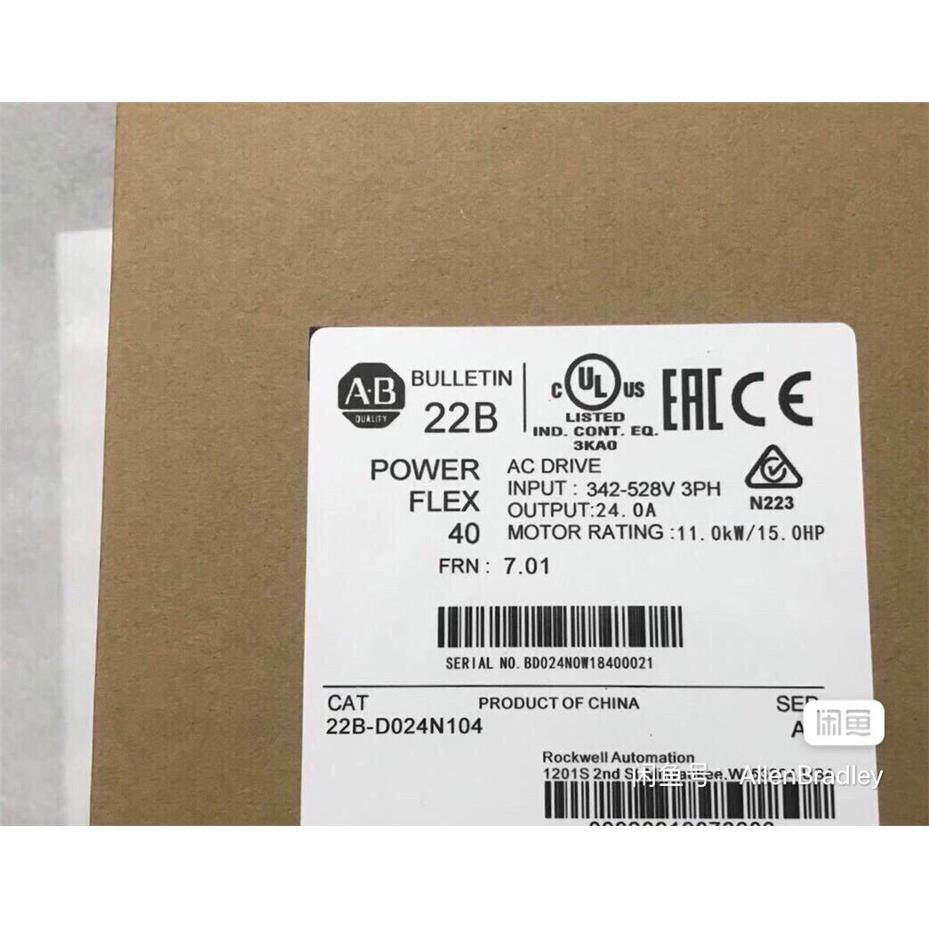 A·B
QUALITY
BULLETIN
22B
C UL US
LISTED
IND. CONT. EQ.
3KA0
EAC CE
N223
POWER
FLEX
40
AC DRIVE
INPUT : 342-528V 3PH
OUTPUT:24.0A
MOTOR RATING :11.0kW/15.0HP
FRN : 7.01
SERIAL NO. BD024N0W18400021
CAT
22B-D024N104
PRODUCT OF CHINA
A
闲鱼
Rockwell Automation
1201S 2nd
闲鱼号：AllenBradley